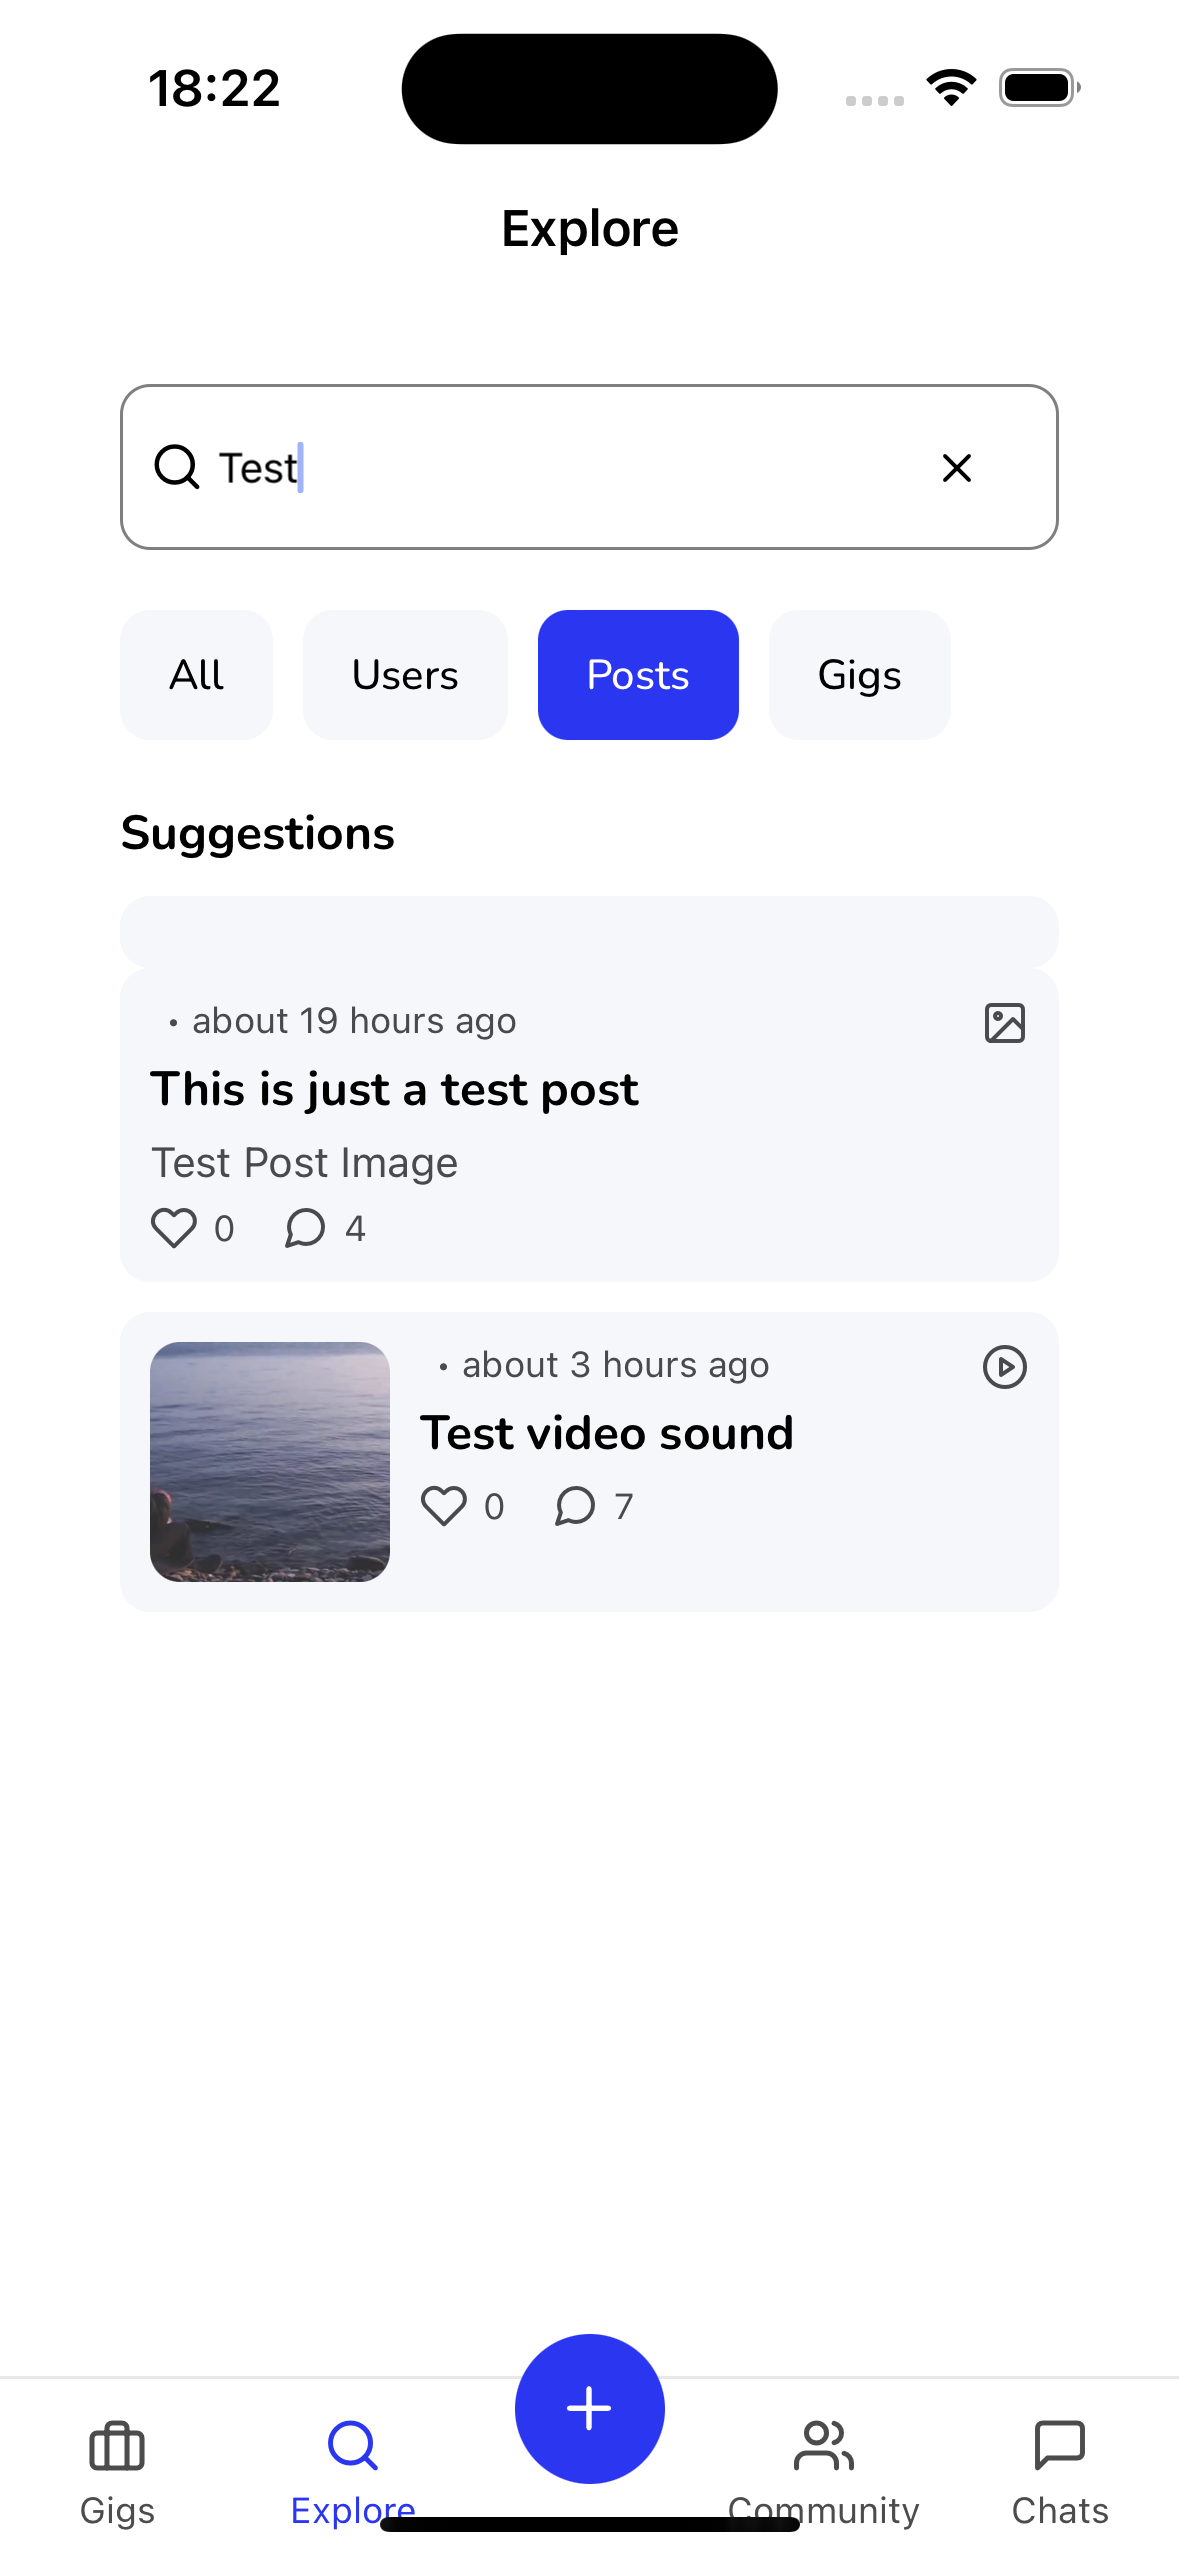 18:22
Explore
Test
All Users Posts Gigs
Suggestions
• about 19 hours ago
This is just a test post
Test Post Image
0 4
• about 3 hours ago
Test video sound
0 7
Gigs Explore Community Chats